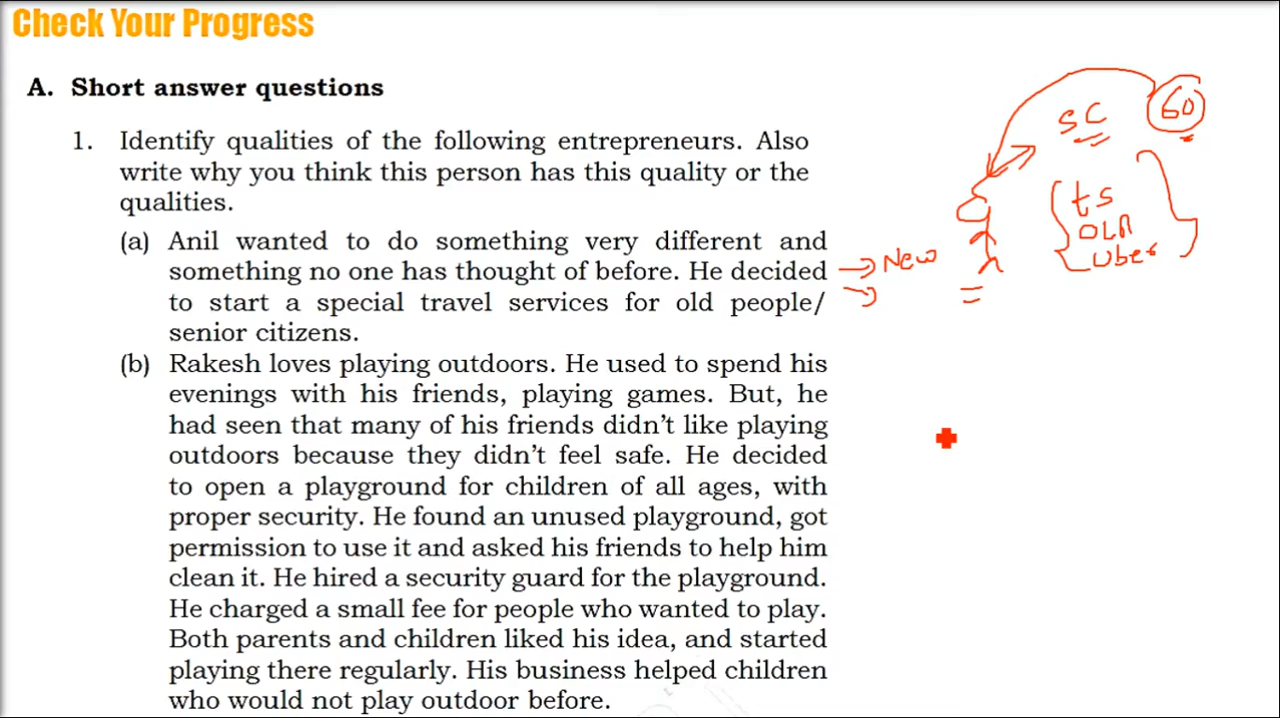 Check Your Progress
A. Short answer questions
1. Identify qualities of the following entrepreneurs. Also
write why you think this person has this quality or the
qualities.
(a) Anil wanted to do something very different and
something no one has thought of before. He decided
to start a special travel services for old people/
senior citizens.
(b) Rakesh loves playing outdoors. He used to spend his
evenings with his friends, playing games. But, he
had seen that many of his friends didn't like playing
outdoors because they didn't feel safe. He decided
to open a playground for children of all ages, with
proper security. He found an unused playground, got
permission to use it and asked his friends to help him
clean it. He hired a security guard for the playground.
He charged a small fee for people who wanted to play.
Both parents and children liked his idea, and started
playing there regularly. His business helped children
who would not play outdoor before.
SC
60
ts
OLA
Uber
New